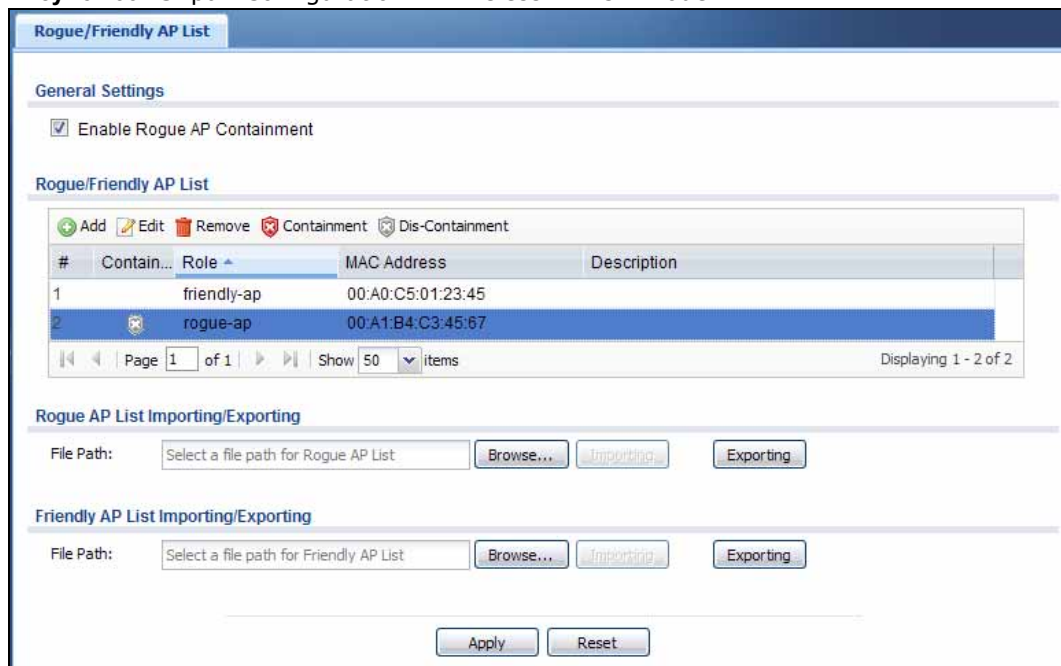 Rogue/Friendly AP List
General Settings
Enable Rogue AP Containment
Rogue/Friendly AP List
Add Edit Remove Containment Dis-Containment
# Contain... Role MAC Address Description
1 friendly-ap 00:A0:C5:01:23:45
2 rogue-ap 00:A1:B4:C3:45:67
Page 1 of 1 Show 50 items Displaying 1 - 2 of 2
Rogue AP List Importing/Exporting
File Path: Select a file path for Rogue AP List Browse... Importing Exporting
Friendly AP List Importing/Exporting
File Path: Select a file path for Friendly AP List Browse... Importing Exporting
Apply Reset